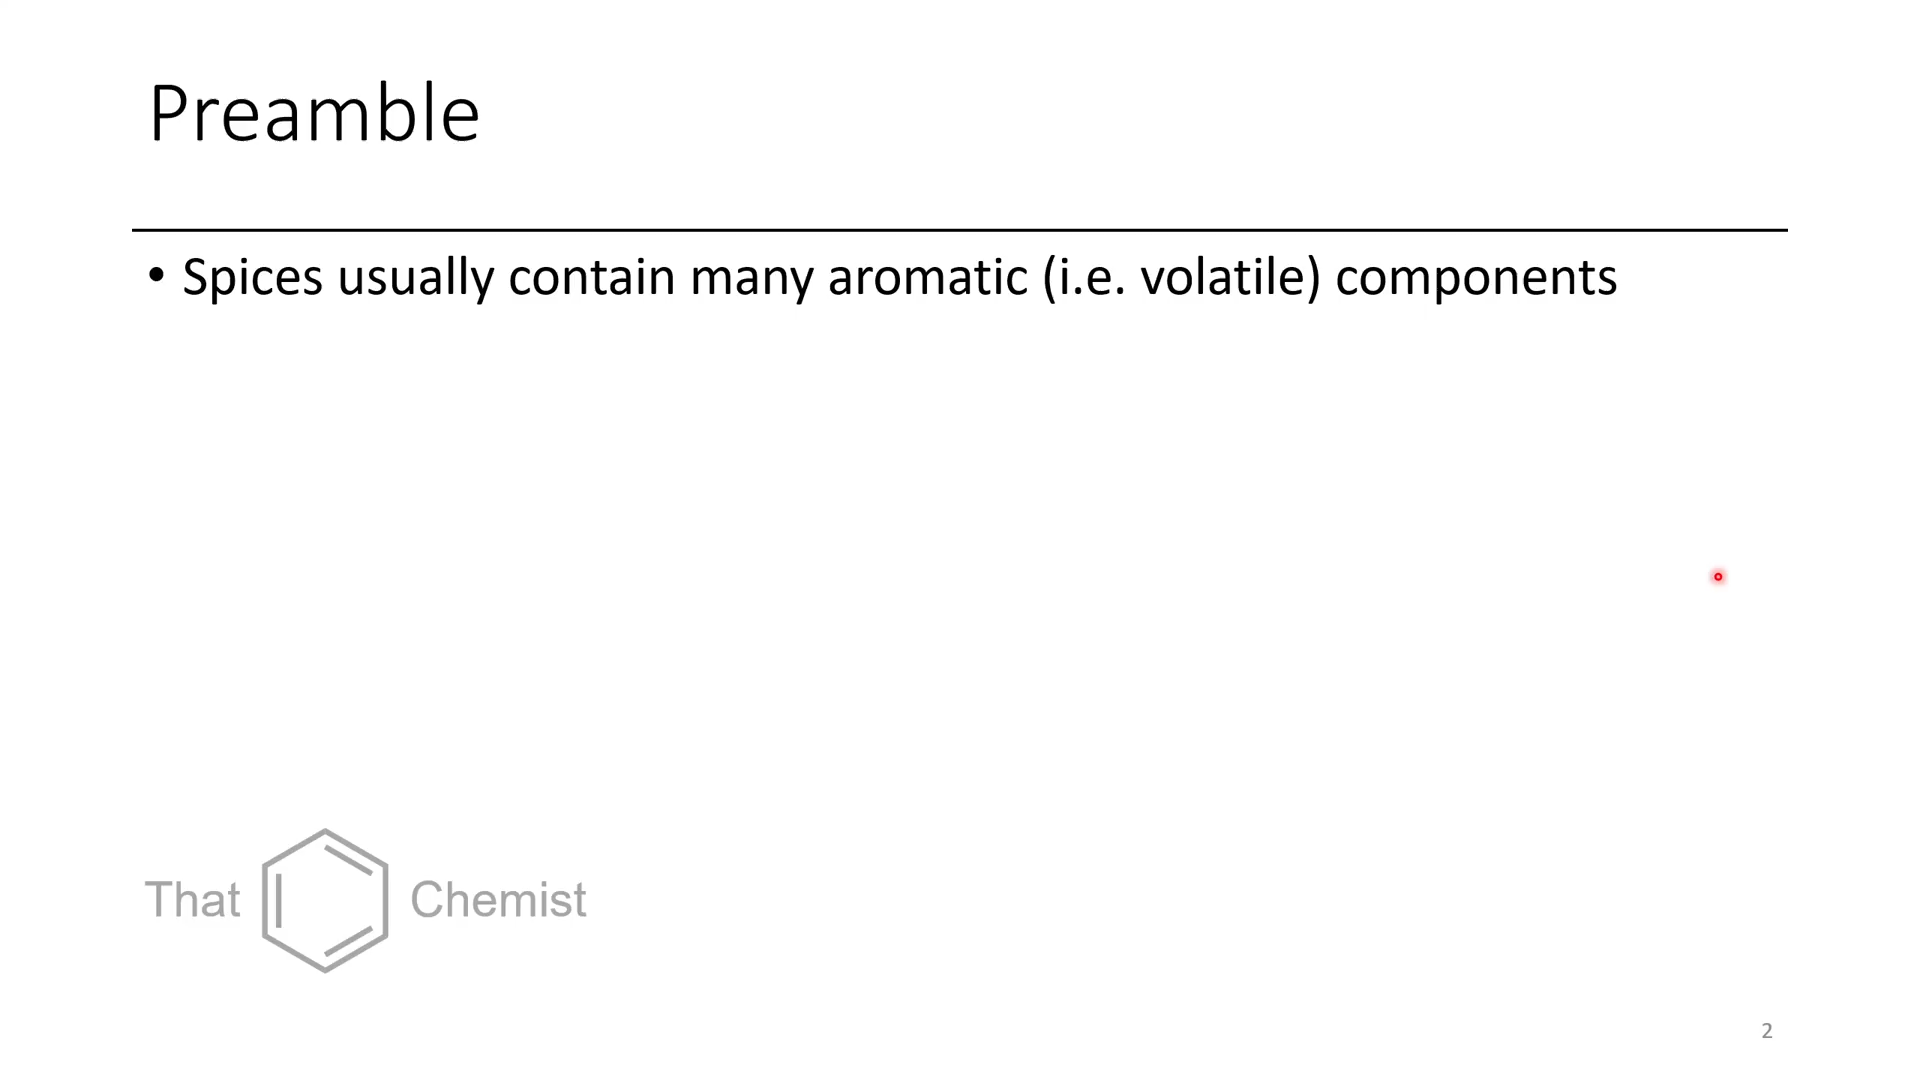 Preamble
• Spices usually contain many aromatic (i.e. volatile) components
That Chemist
2